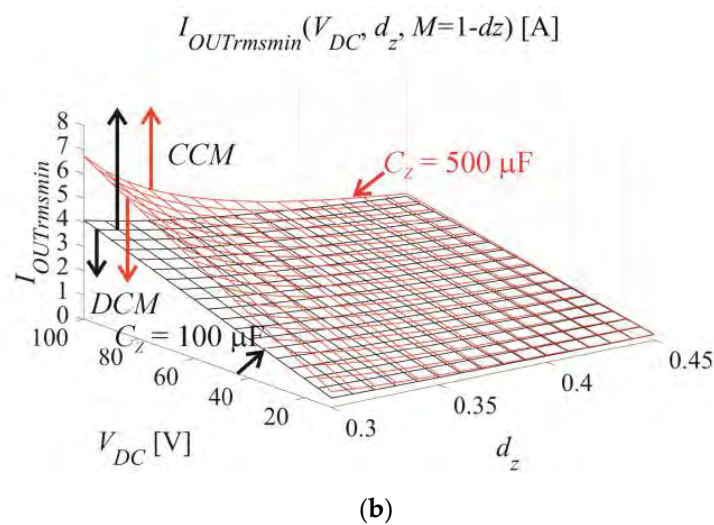 I_OUTrmsmin(V_DC, d_z, M=1-dz) [A]
I_OUTrmsmin
8
7
6
5
4
3
2
1
0
CCM
C_z = 500 μF
DCM
C_z = 100 μF
100
80
60
40
20
V_DC [V]
0.3
0.35
0.4
0.45
d_z
(b)